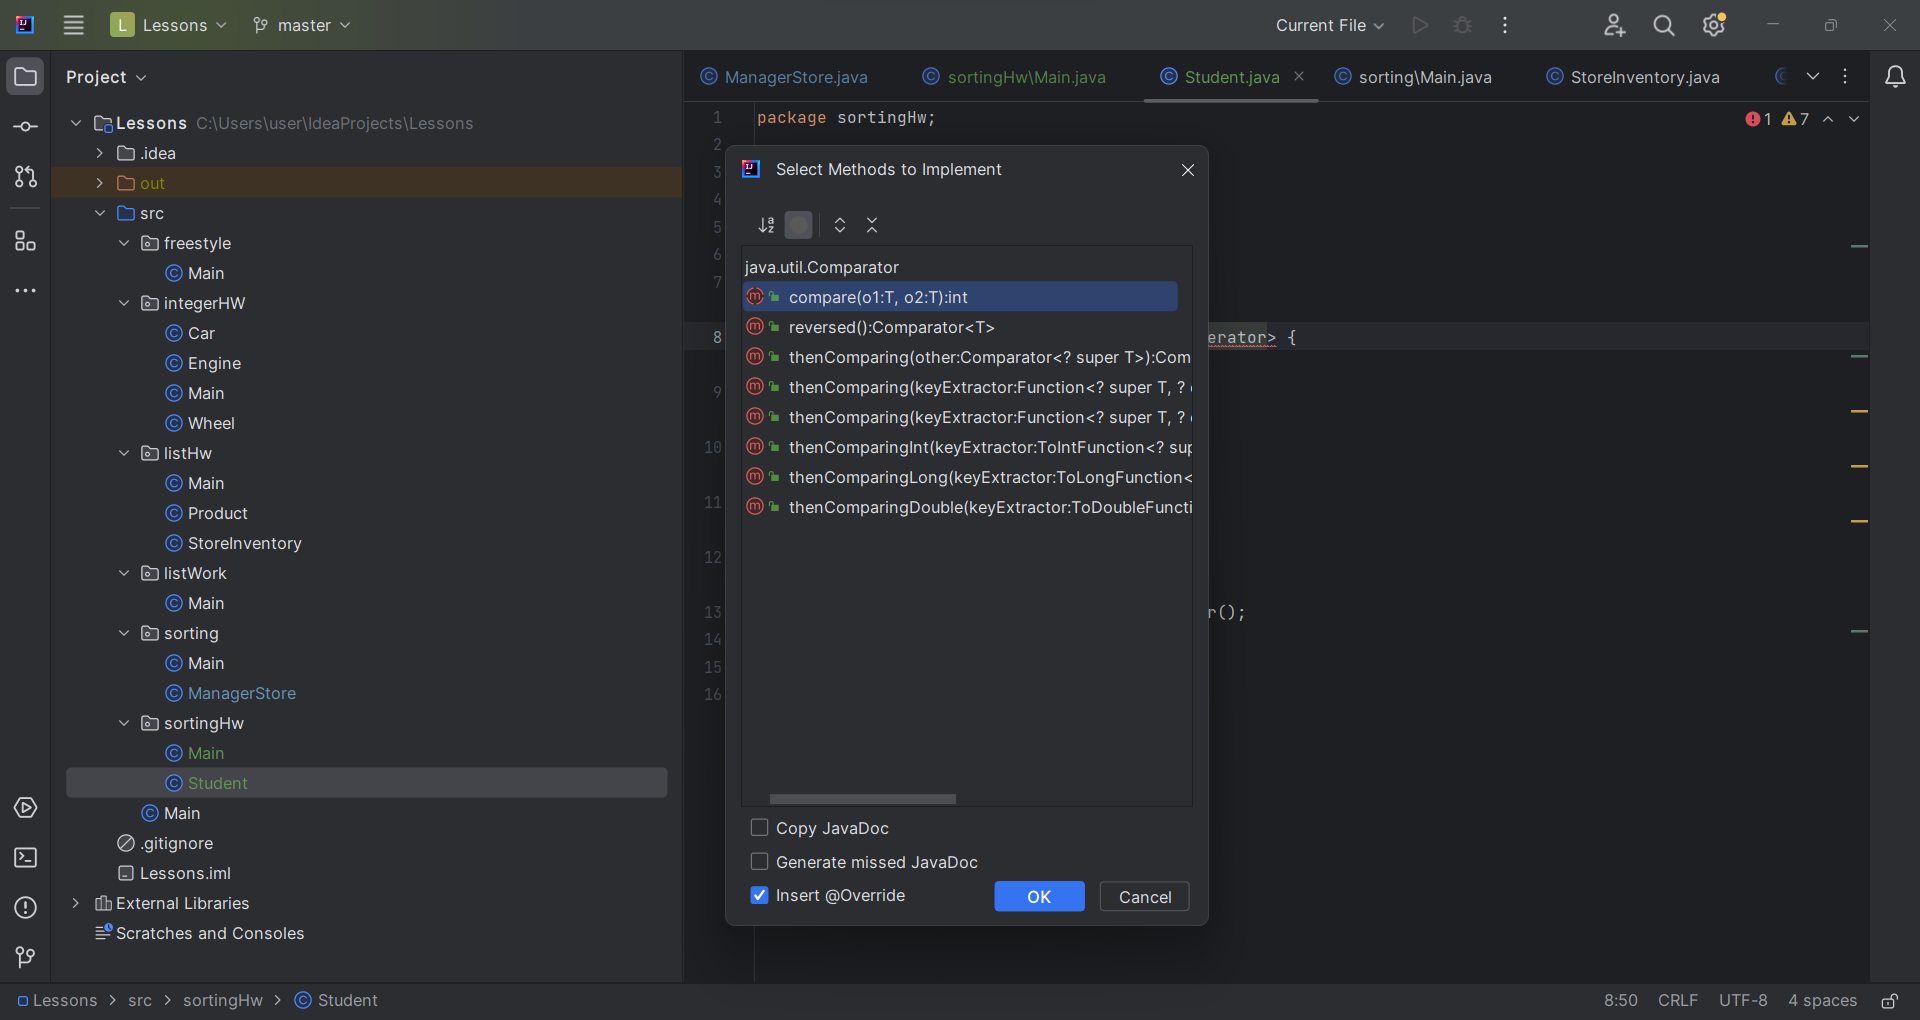 L Lessons master Current File
Project
Lessons C:\Users\user\IdeaProjects\Lessons
.idea
out
src
freestyle
Main
integerHW
Car
Engine
Main
Wheel
listHw
Main
Product
StoreInventory
listWork
Main
sorting
Main
ManagerStore
sortingHw
Main
Student
Main
.gitignore
Lessons.iml
External Libraries
Scratches and Consoles
ManagerStore.java sortingHw\Main.java Student.java sorting\Main.java StoreInventory.java
1 package sortingHw; 1 7
2
3
4
5
6
7
8 erator> {
9
10
11
12
13 r();
14
15
16
Select Methods to Implement
java.util.Comparator
compare(o1:T, o2:T):int
reversed():Comparator<T>
thenComparing(other:Comparator<? super T>):Com
thenComparing(keyExtractor:Function<? super T, ?
thenComparing(keyExtractor:Function<? super T, ?
thenComparingInt(keyExtractor:ToIntFunction<? sup
thenComparingLong(keyExtractor:ToLongFunction<
thenComparingDouble(keyExtractor:ToDoubleFuncti
Copy JavaDoc
Generate missed JavaDoc
Insert @Override
OK Cancel
Lessons > src > sortingHw > Student 8:50 CRLF UTF-8 4 spaces